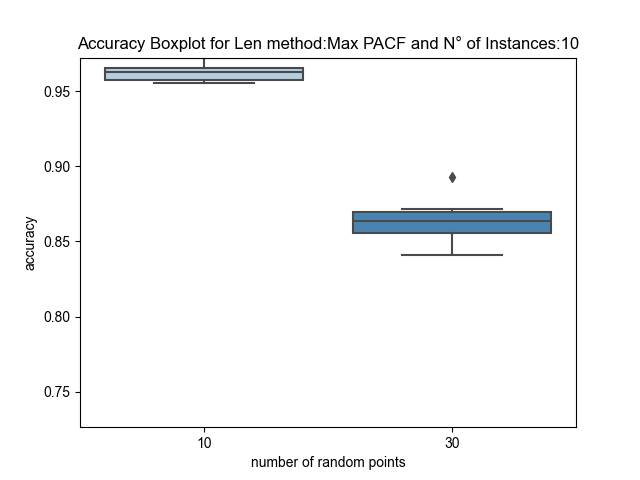 Accuracy Boxplot for Len method:Max PACF and N° of Instances:10
0.95
0.90
0.85
0.80
0.75
accuracy
10
30
number of random points